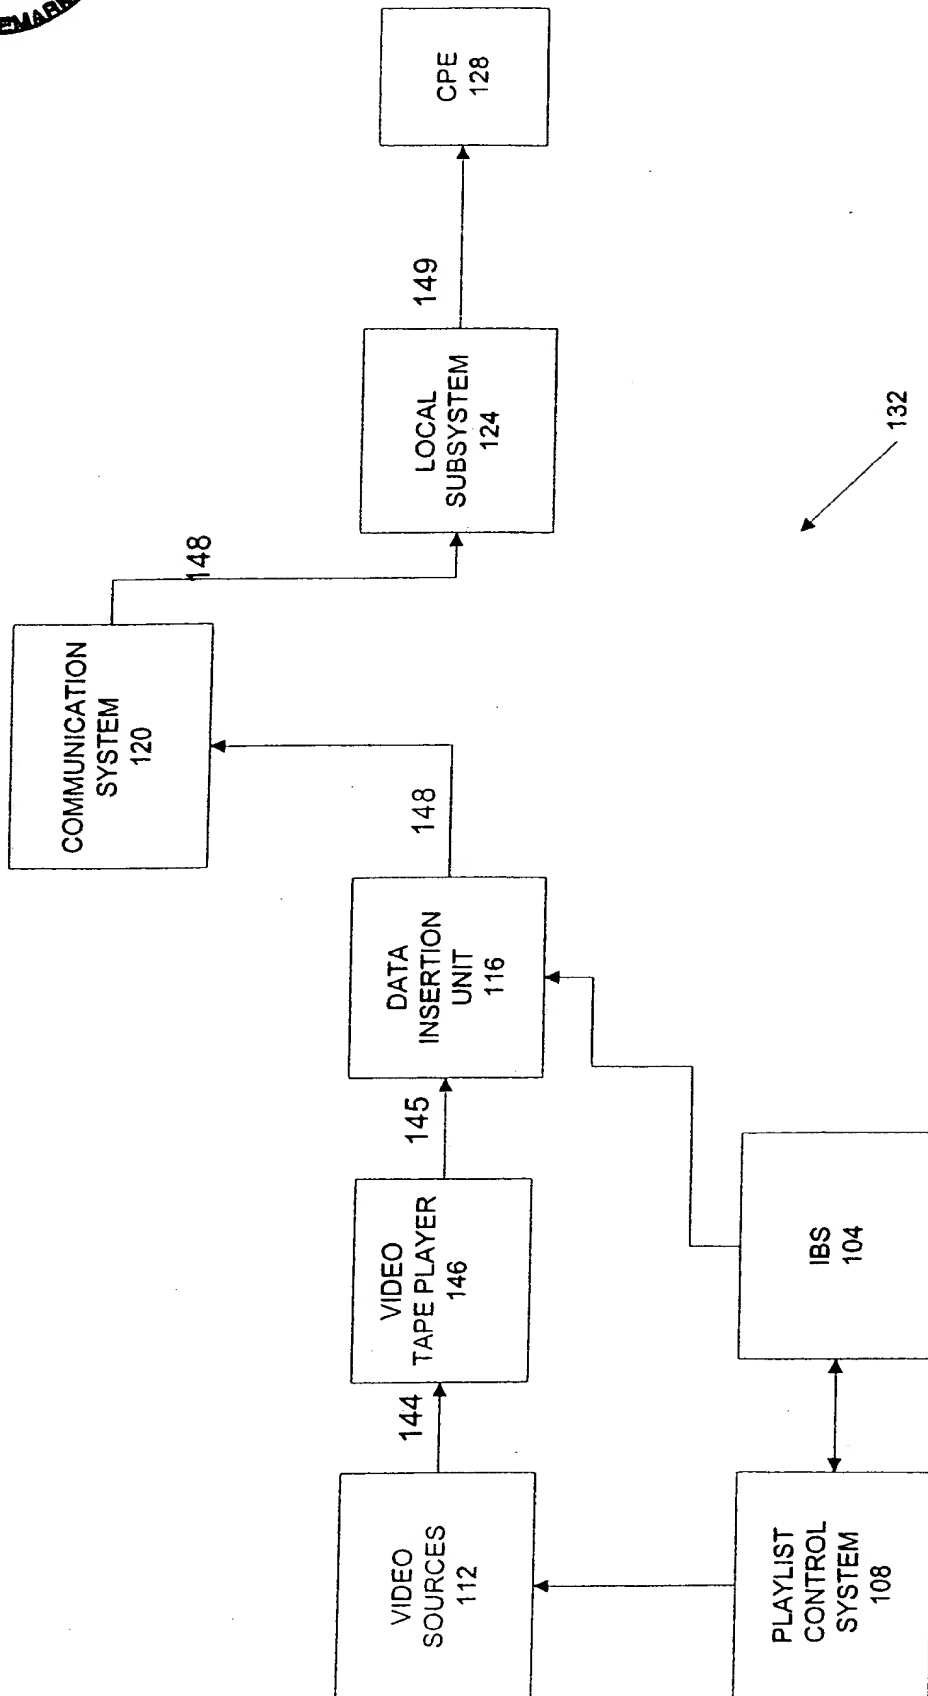 CPE
128
149
LOCAL
SUBSYSTEM
124
132
148
COMMUNICATION
SYSTEM
120
148
DATA
INSERTION
UNIT
116
145
VIDEO
TAPE PLAYER
146
IBS
104
144
VIDEO
SOURCES
112
PLAYLIST
CONTROL
SYSTEM
108